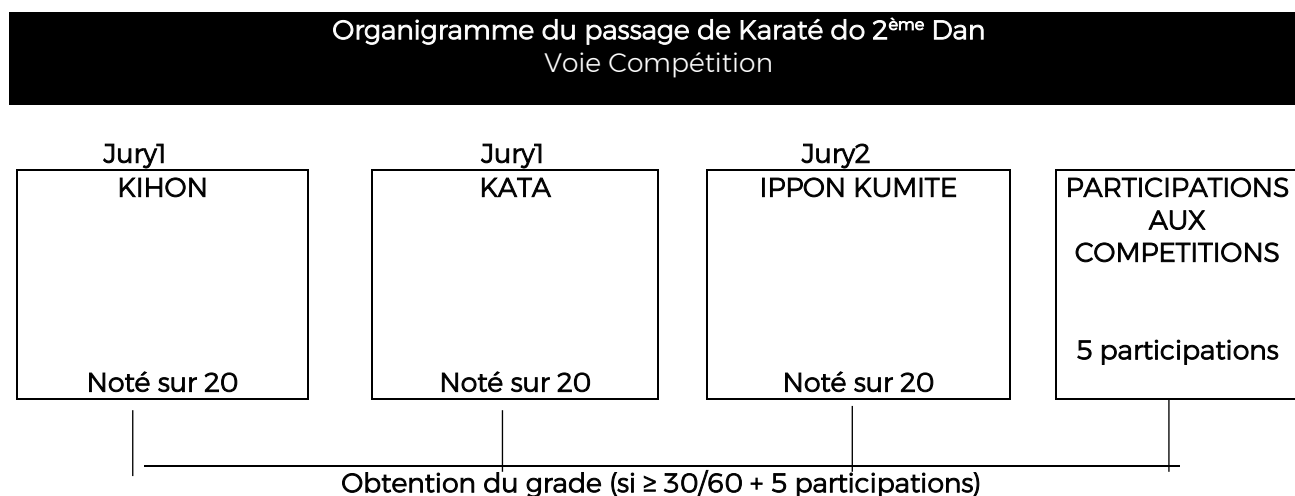 Organigramme du passage de Karaté do 2ème Dan
Voie Compétition
Jury1
KIHON
Noté sur 20
Jury1
KATA
Noté sur 20
Jury2
IPPON KUMITE
Noté sur 20
PARTICIPATIONS
AUX
COMPETITIONS
5 participations
Obtention du grade (si ≥ 30/60 + 5 participations)